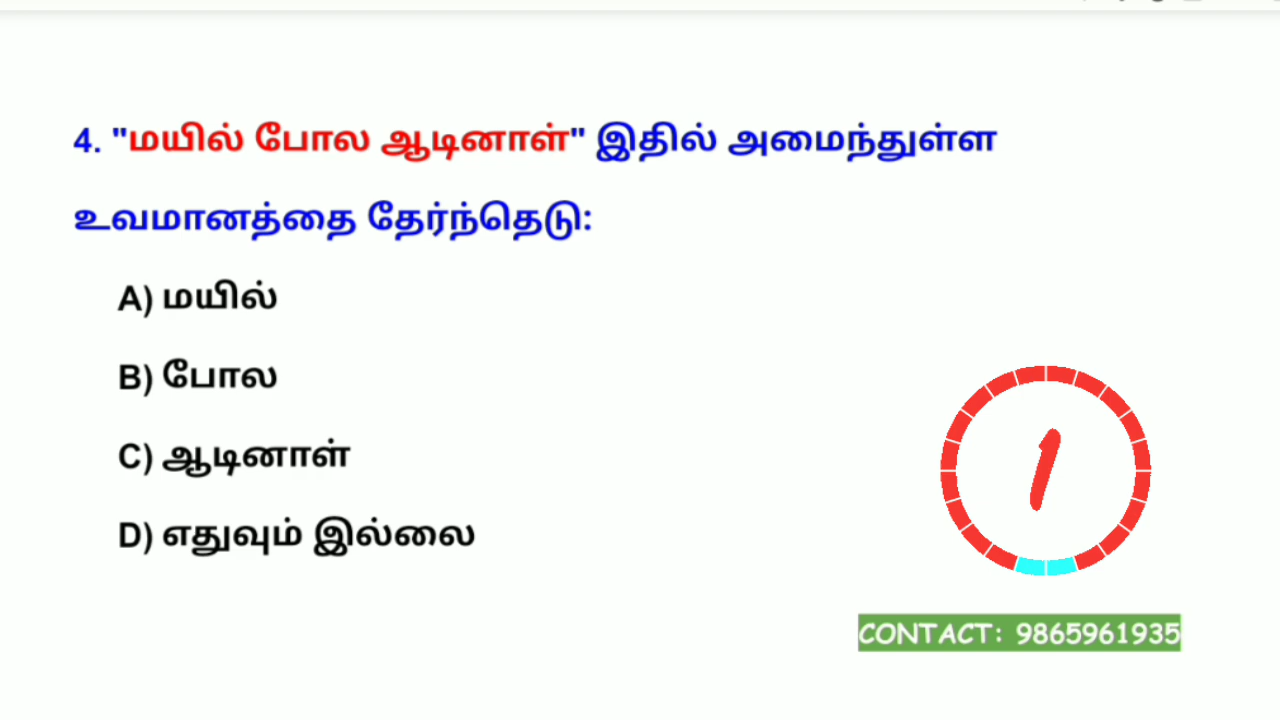 4. "மயில் போல ஆடினாள்" இதில் அமைந்துள்ள
உவமானத்தை தேர்ந்தெடு:
A) மயில்
B) போல
C) ஆடினாள்
D) எதுவும் இல்லை
1
CONTACT: 9865961935